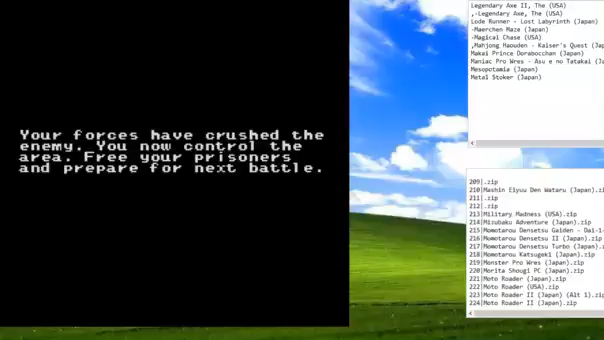 Your forces have crushed the
enemy. You now control the
area. Free your prisoners
and prepare for next battle.
Legendary Axe II, The (USA)
,-Legendary Axe, The (USA)
Lode Runner - Lost Labyrinth (Japan)
-Maerchen Maze (Japan)
-Magical Chase (USA)
,Mahjong Haouden - Kaiser's Quest (Jap
Makai Prince Dorabocchan (Japan)
Maniac Pro Wres - Asu e no Tatakai (Ja
Mesopotamia (Japan)
Metal Stoker (Japan)
209|.zip
210|Mashin Eiyuu Den Wataru (Japan).zip
211|.zip
212|.zip
213|Military Madness (USA).zip
214|Mizubaku Adventure (Japan).zip
215|Momotarou Densetsu Gaiden - Dai-1-
216|Momotarou Densetsu II (Japan).zip
217|Momotarou Densetsu Turbo (Japan).zip
218|Momotarou Katsugeki (Japan).zip
219|Monster Pro Wres (Japan).zip
220|Morita Shougi PC (Japan).zip
221|Moto Roader (Japan).zip
222|Moto Roader (USA).zip
223|Moto Roader II (Japan) (Alt 1).zip
224|Moto Roader II (Japan).zip